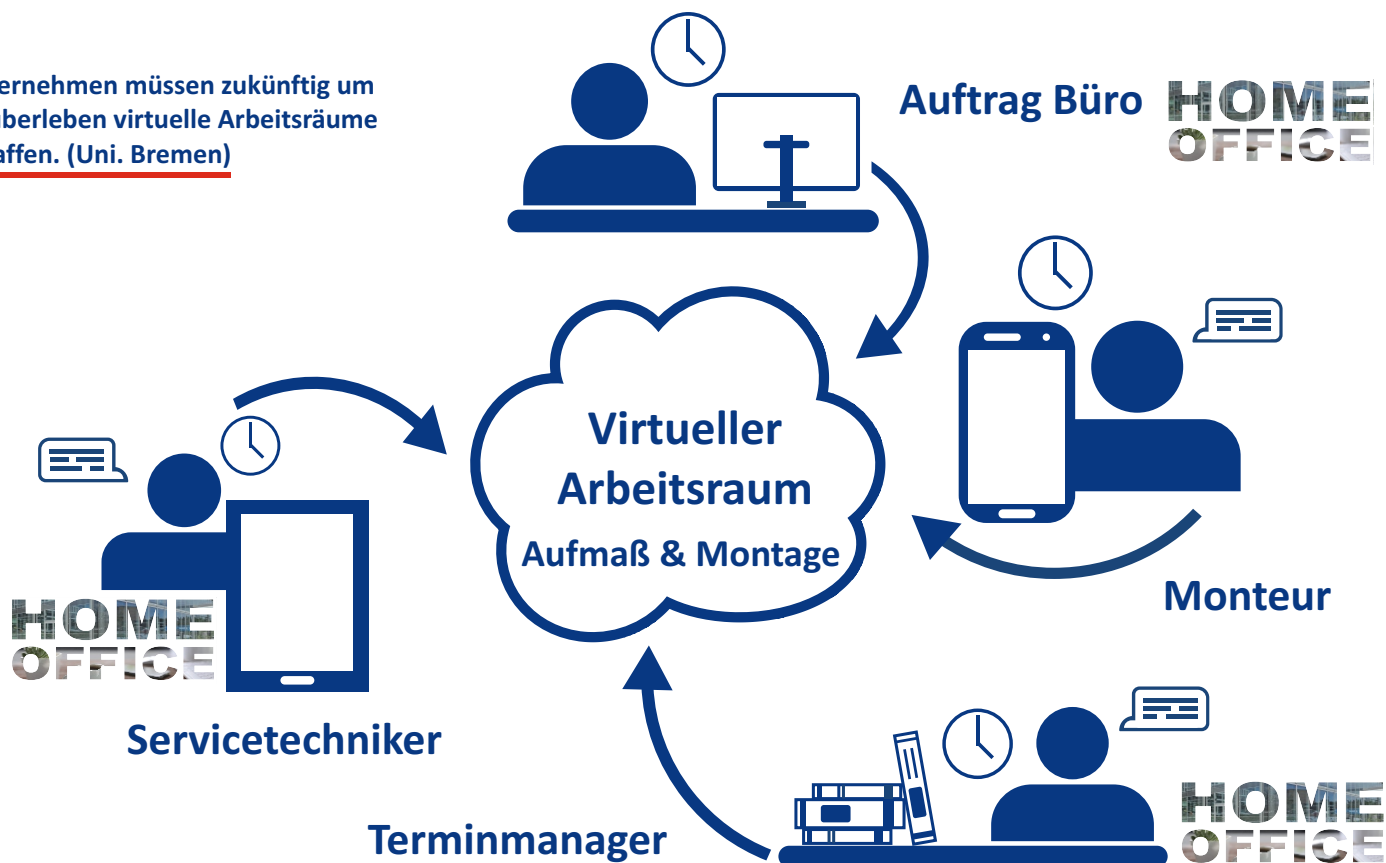 ernehmen müssen zukünftig um
überleben virtuelle Arbeitsräume
affen. (Uni. Bremen)
Auftrag Büro
HOME
OFFICE
Virtueller
Arbeitsraum
Aufmaß & Montage
Monteur
HOME
OFFICE
Servicetechniker
Terminmanager
HOME
OFFICE